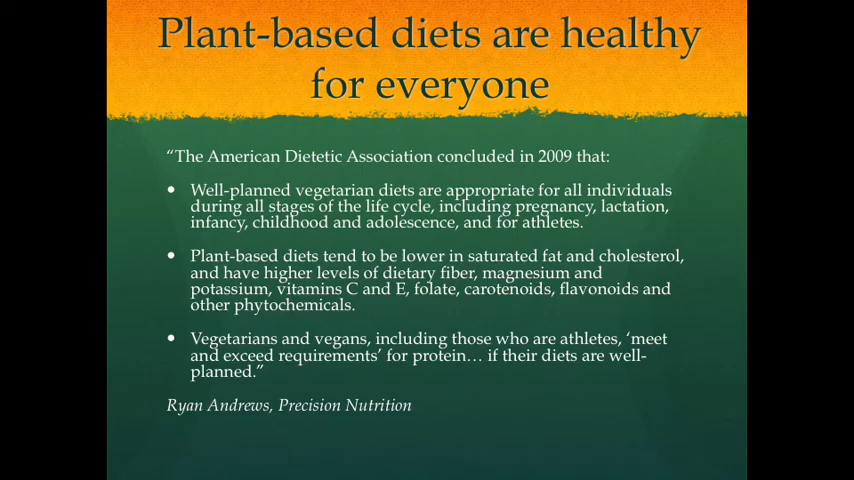 Plant-based diets are healthy
for everyone
“The American Dietetic Association concluded in 2009 that:
• Well-planned vegetarian diets are appropriate for all individuals
during all stages of the life cycle, including pregnancy, lactation,
infancy, childhood and adolescence, and for athletes.
• Plant-based diets tend to be lower in saturated fat and cholesterol,
and have higher levels of dietary fiber, magnesium and
potassium, vitamins C and E, folate, carotenoids, flavonoids and
other phytochemicals.
• Vegetarians and vegans, including those who are athletes, ‘meet
and exceed requirements’ for protein… if their diets are well-
planned.”
Ryan Andrews, Precision Nutrition